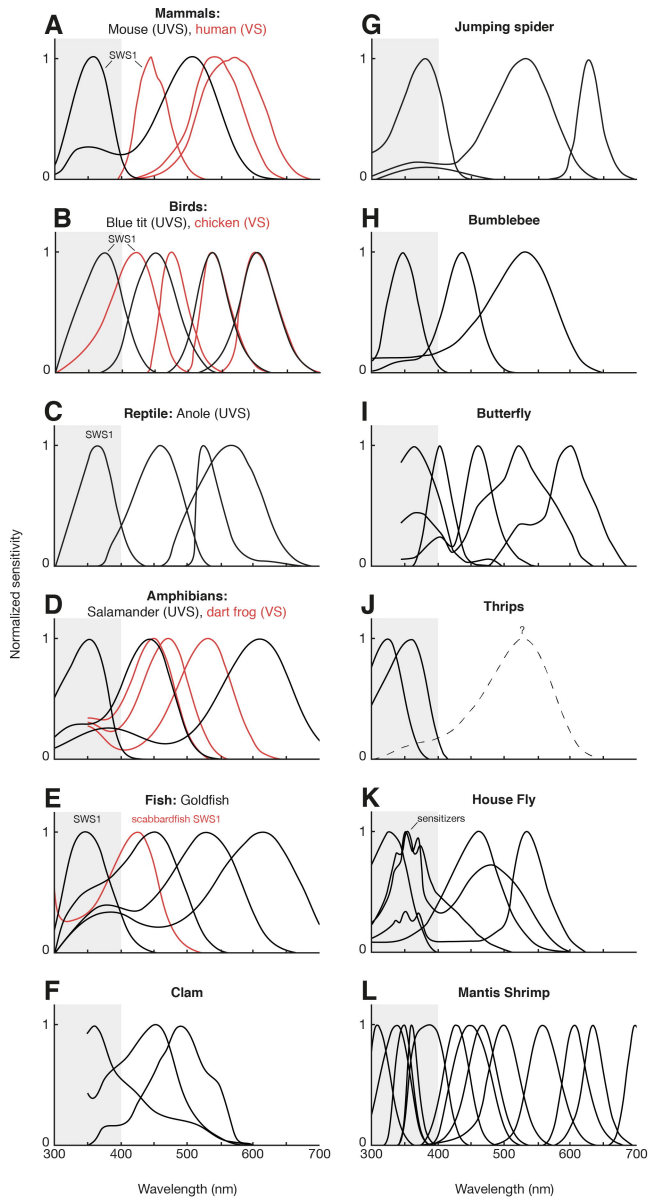 A
Mammals:
Mouse (UVS), human (VS)
SWS1
1
0
B
Birds:
Blue tit (UVS), chicken (VS)
SWS1
1
0
C
Reptile: Anole (UVS)
SWS1
1
0
Normalized sensitivity
D
Amphibians:
Salamander (UVS), dart frog (VS)
1
0
E
Fish: Goldfish
SWS1
scabbardfish SWS1
1
0
F
Clam
1
0
300 400 500 600 700
Wavelength (nm)
G
Jumping spider
1
0
H
Bumblebee
1
0
I
Butterfly
1
0
J
Thrips
?
1
0
K
House Fly
sensitizers
1
0
L
Mantis Shrimp
1
0
300 400 500 600 700
Wavelength (nm)